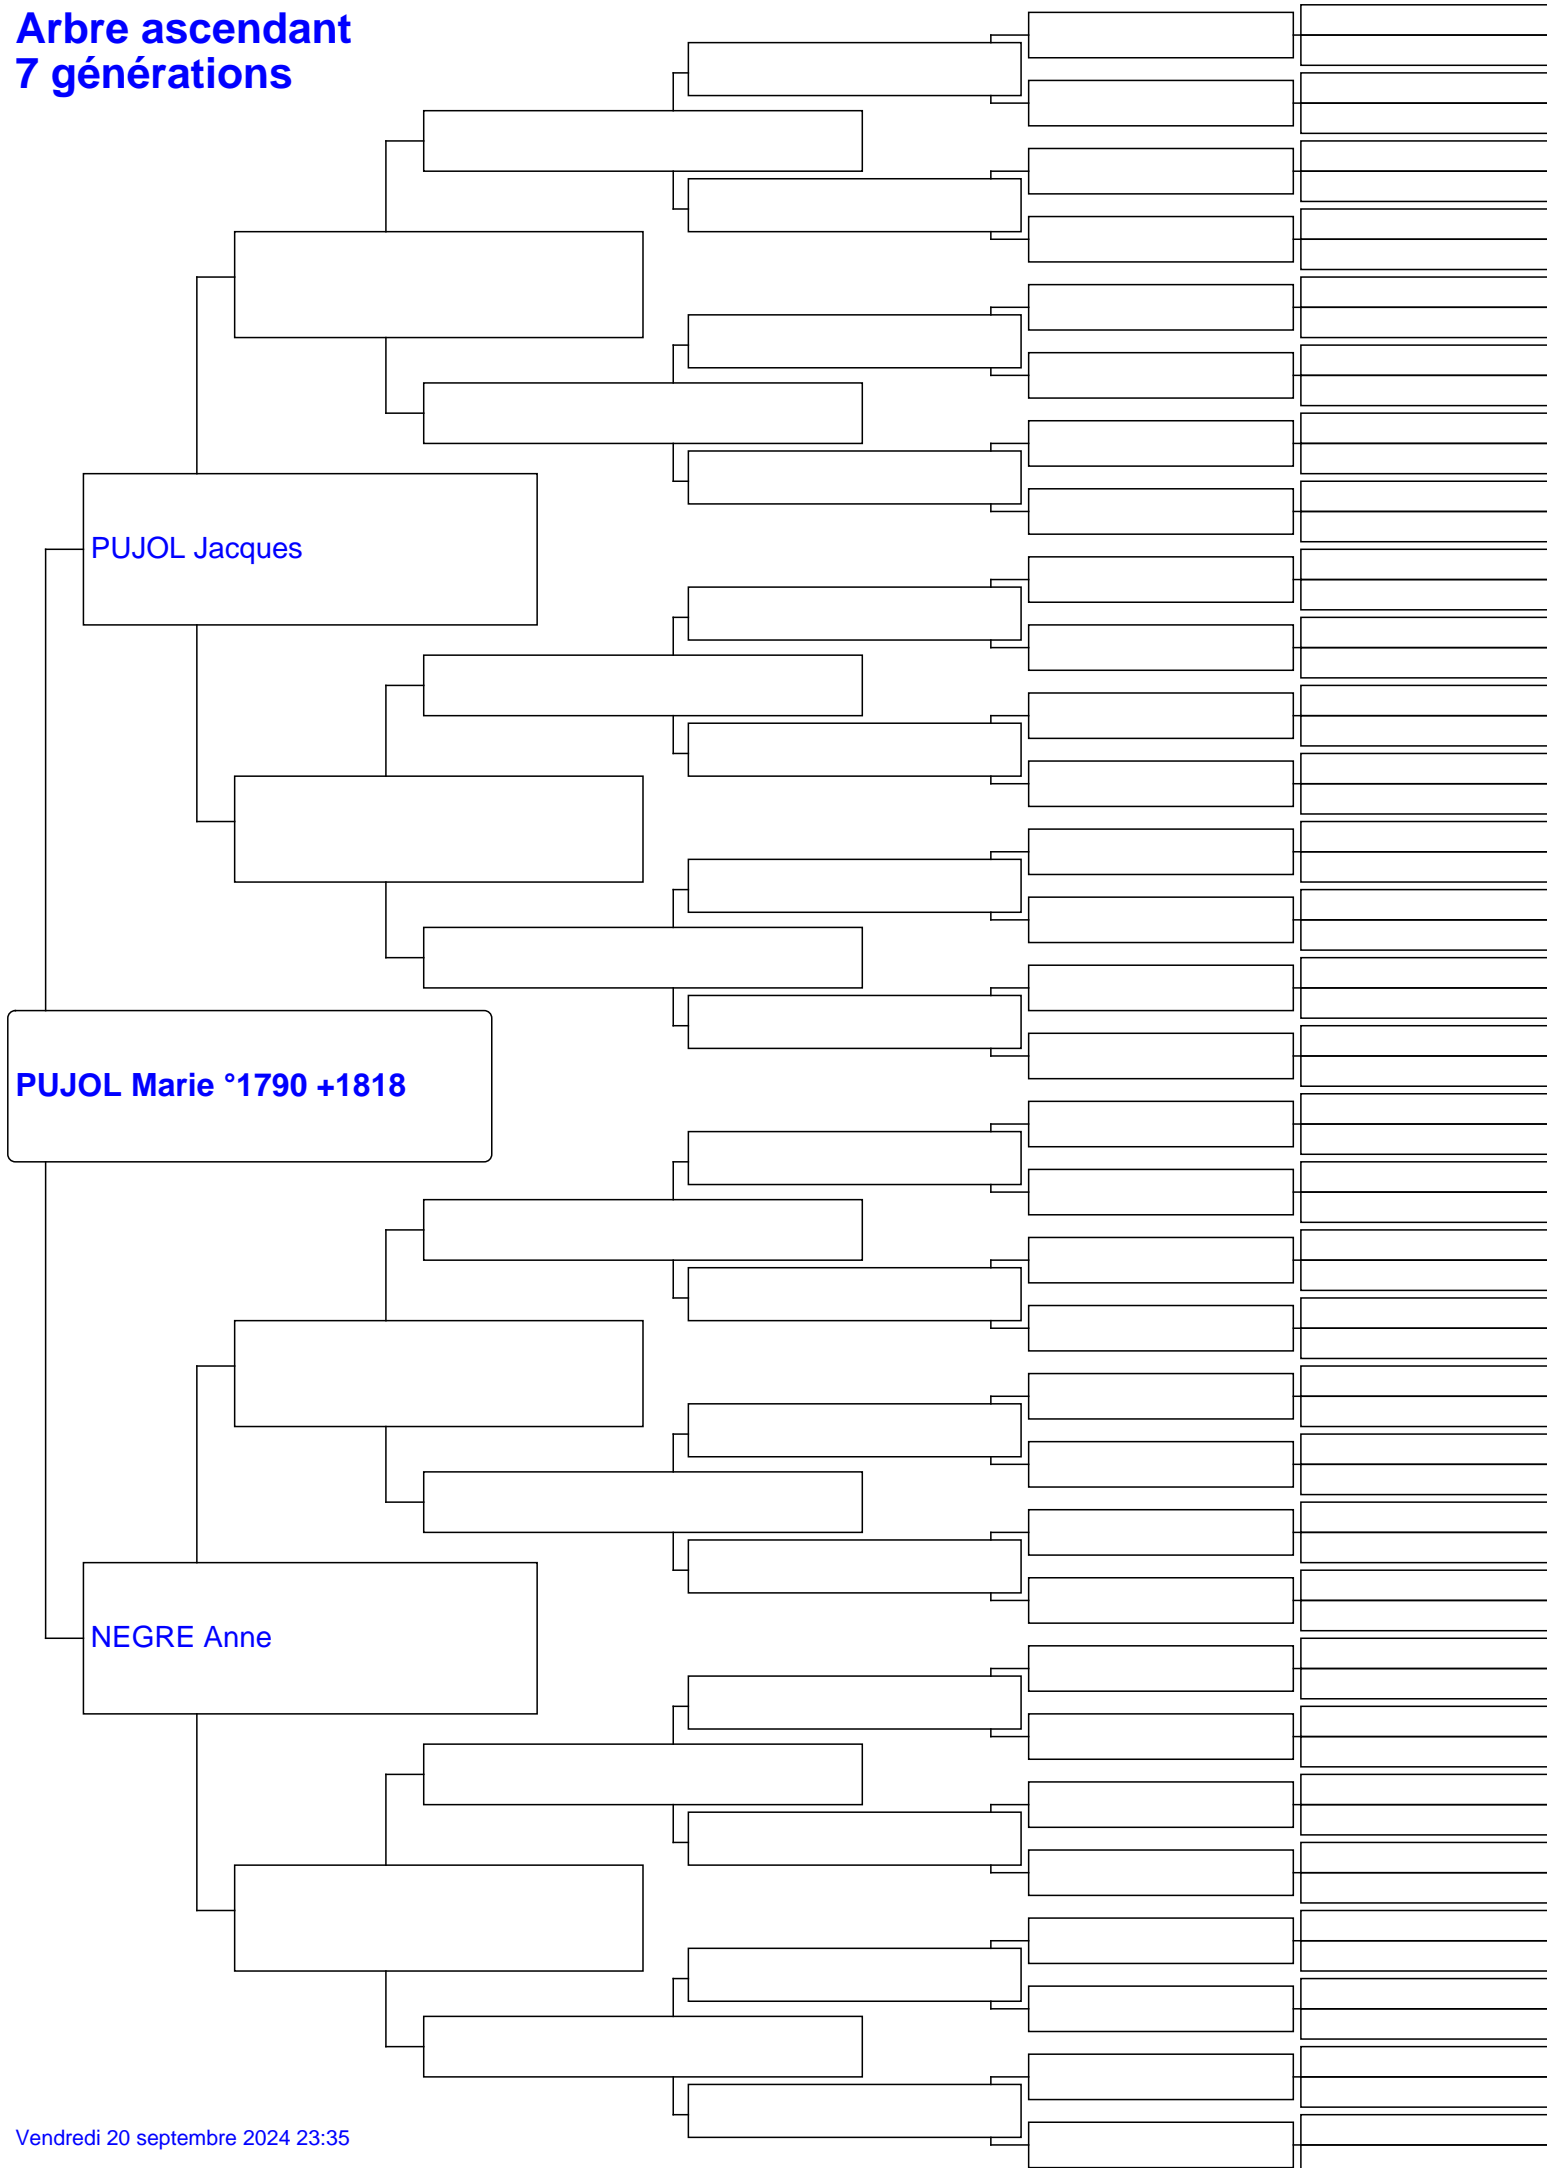 Arbre ascendant
7 générations
PUJOL Jacques
PUJOL Marie °1790 +1818
NEGRE Anne
Vendredi 20 septembre 2024 23:35